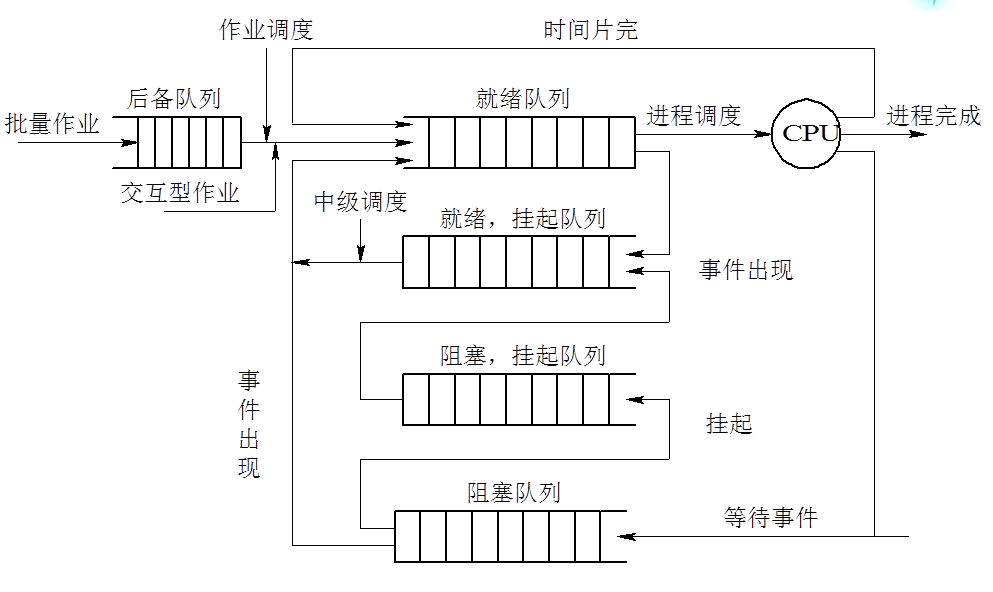 作业调度
时间片完
后备队列
就绪队列
批量作业
进程调度
CPU
进程完成
交互型作业
中级调度
就绪，挂起队列
事件出现
阻塞，挂起队列
事件出现
挂起
阻塞队列
等待事件